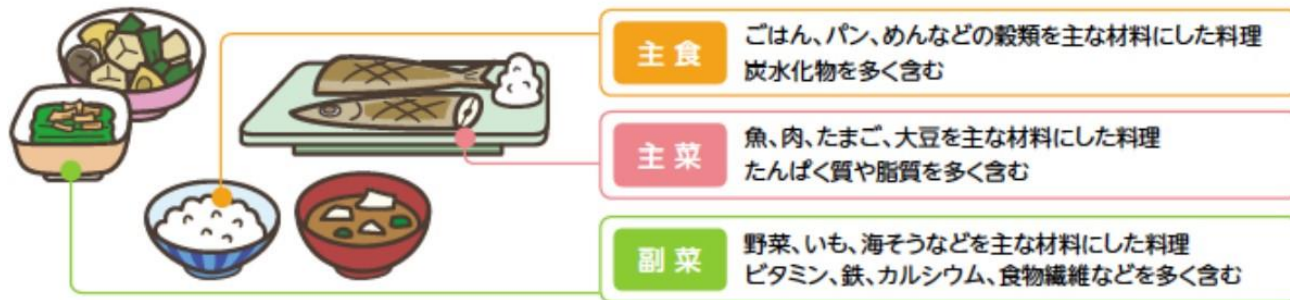 主食
ごはん、パン、めんなどの穀類を主な材料にした料理
炭水化物を多く含む
主菜
魚、肉、たまご、大豆を主な材料にした料理
たんぱく質や脂質を多く含む
副菜
野菜、いも、海そうなどを主な材料にした料理
ビタミン、鉄、カルシウム、食物繊維などを多く含む